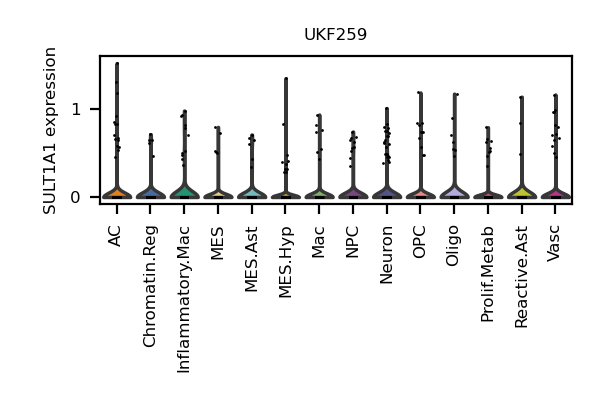 UKF259
SULT1A1 expression
1
0
AC
Chromatin.Reg
Inflammatory.Mac
MES
MES.Ast
MES.Hyp
Mac
NPC
Neuron
OPC
Oligo
Prolif.Metab
Reactive.Ast
Vasc